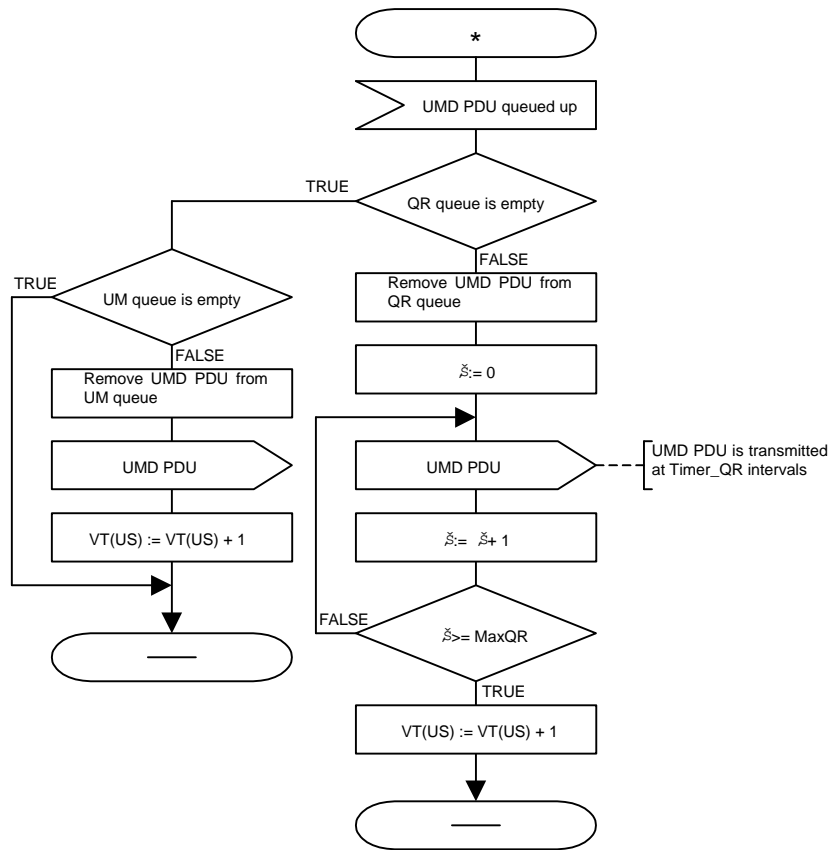 *
UMD PDU queued up
TRUE
QR queue is empty
FALSE
TRUE
UM queue is empty
Remove UMD PDU from
QR queue
FALSE
Remove UMD PDU from
UM queue
:= 0
UMD PDU
UMD PDU
UMD PDU is transmitted
at Timer_QR intervals
VT(US) := VT(US) + 1
:= + 1
FALSE
>= MaxQR
TRUE
VT(US) := VT(US) + 1